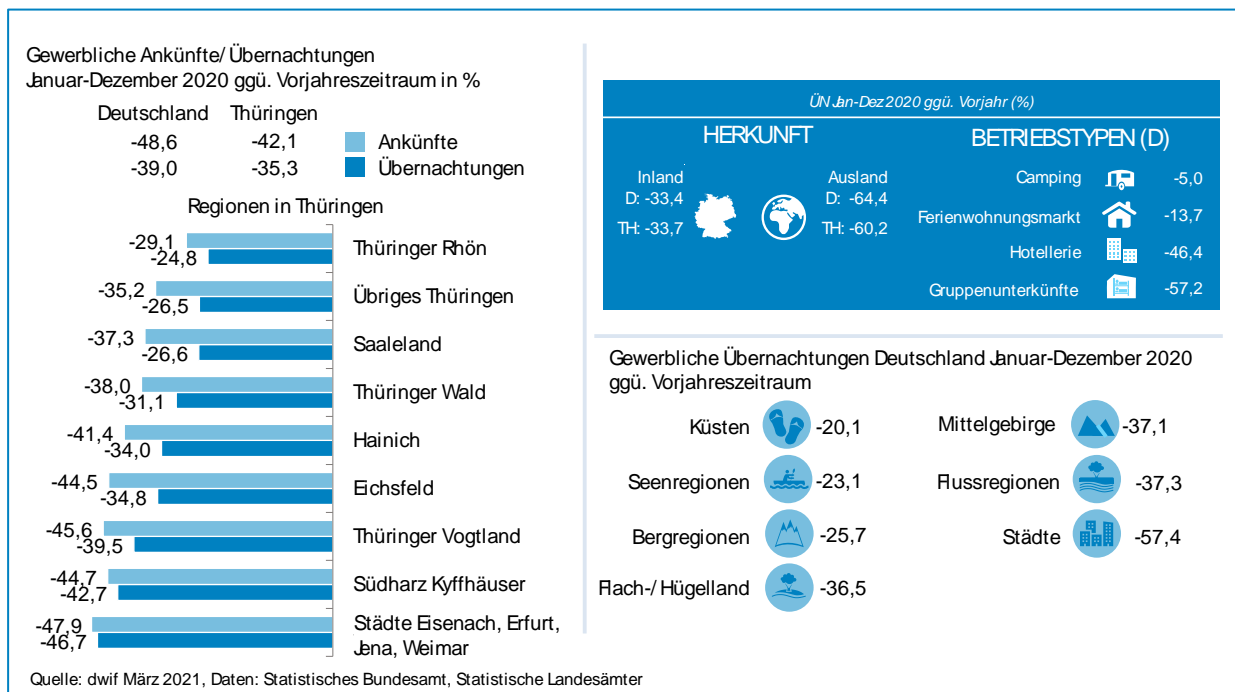 Gewerbliche Ankünfte/ Übernachtungen
Januar-Dezember 2020 ggü. Vorjahreszeitraum in %
Deutschland Thüringen
-48,6 -42,1 Ankünfte
-39,0 -35,3 Übernachtungen
Regionen in Thüringen
-29,1
-24,8
Thüringer Rhön
-35,2
-26,5
Übriges Thüringen
-37,3
-26,6
Saaleland
-38,0
-31,1
Thüringer Wald
-41,4
-34,0
Hainich
-44,5
-34,8
Eichsfeld
-45,6
-39,5
Thüringer Vogtland
-44,7
-42,7
Südharz Kyffhäuser
-47,9
-46,7
Städte Eisenach, Erfurt,
Jena, Weimar
ÜN Jan-Dez 2020 ggü. Vorjahr (%)
HERKUNFT
Inland
D: -33,4
TH: -33,7
Ausland
D: -64,4
TH: -60,2
BETRIEBSTYPEN (D)
Camping -5,0
Ferienwohnungsmarkt -13,7
Hotellerie -46,4
Gruppenunterkünfte -57,2
Gewerbliche Übernachtungen Deutschland Januar-Dezember 2020
ggü. Vorjahreszeitraum
Küsten -20,1
Seenregionen -23,1
Bergregionen -25,7
Flach-/ Hügelland -36,5
Mittelgebirge -37,1
Flussregionen -37,3
Städte -57,4
Quelle: dwif März 2021, Daten: Statistisches Bundesamt, Statistische Landesämter